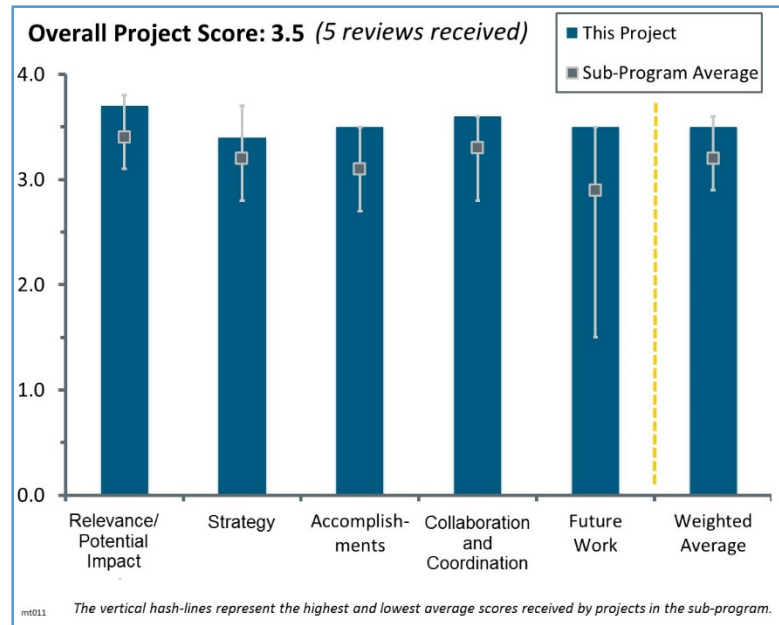 Overall Project Score: 3.5 (5 reviews received)
This Project
Sub-Program Average
4.0
3.0
2.0
1.0
0.0
Relevance/
Potential
Impact
Strategy
Accomplish-
ments
Collaboration
and
Coordination
Future
Work
Weighted
Average
mt011
The vertical hash-lines represent the highest and lowest average scores received by projects in the sub-program.